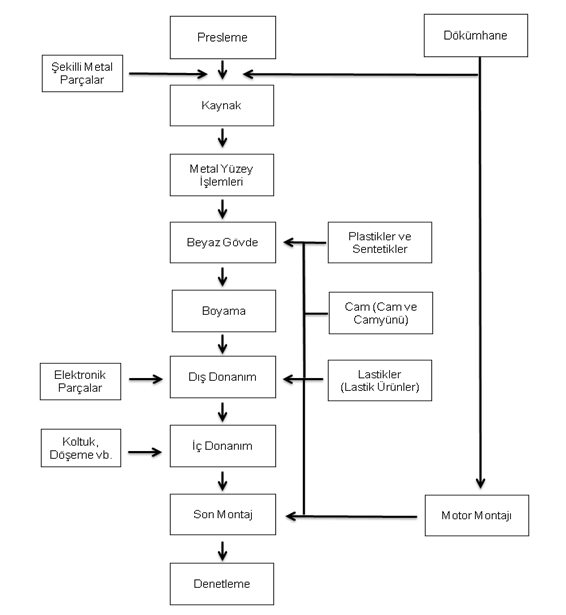 Presleme
Dökümhane
Şekilli Metal
Parçalar
Kaynak
Metal Yüzey
İşlemleri
Beyaz Gövde
Plastikler ve
Sentetikler
Boyama
Cam (Cam ve
Camyünü)
Elektronik
Parçalar
Dış Donanım
Lastikler
(Lastik Ürünler)
Koltuk,
Döşeme vb.
İç Donanım
Son Montaj
Motor Montajı
Denetleme